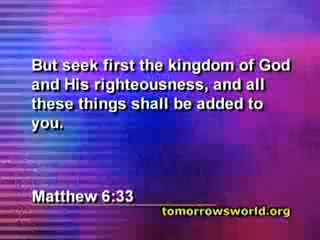 But seek first the kingdom of God
and His righteousness, and all
these things shall be added to
you.
Matthew 6:33
tomorrowsworld.org